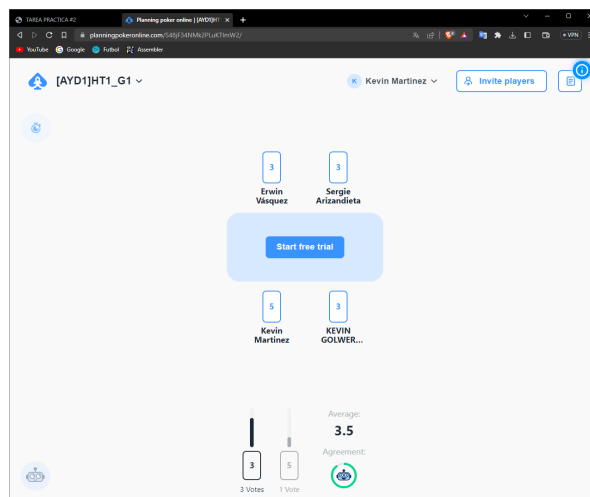 TAREA PRACTICA #2
Planning poker online | [AYD1]HT1
planningpokeronline.com/S46jF34NMk2PLuKTlmW2/
VPN
YouTube Google Futbol Assembler
[AYD1]HT1_G1
K Kevin Martinez
Invite players
3 3
Erwin Vásquez
Sergie Arizandieta
Start free trial
5 3
Kevin Martinez
KEVIN GOLWER...
Average:
3.5
Agreement:
3 5
3 Votes 1 Vote